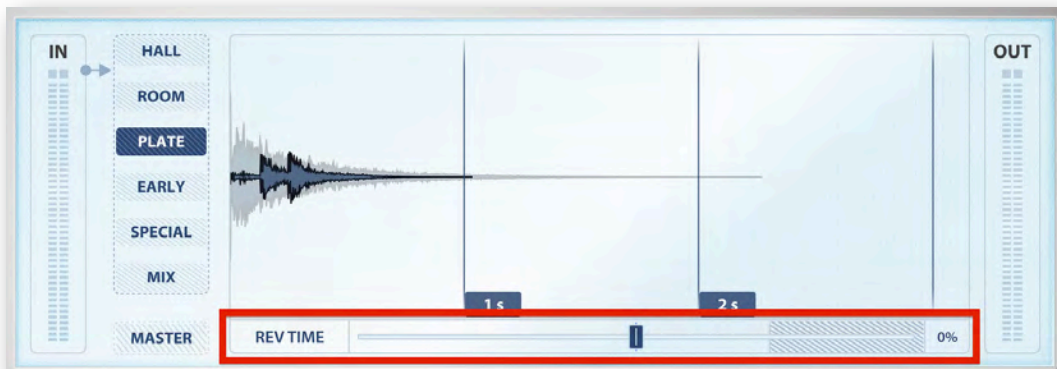 IN
HALL
ROOM
PLATE
EARLY
SPECIAL
MIX
MASTER
1 s
2 s
REV TIME
0%
OUT